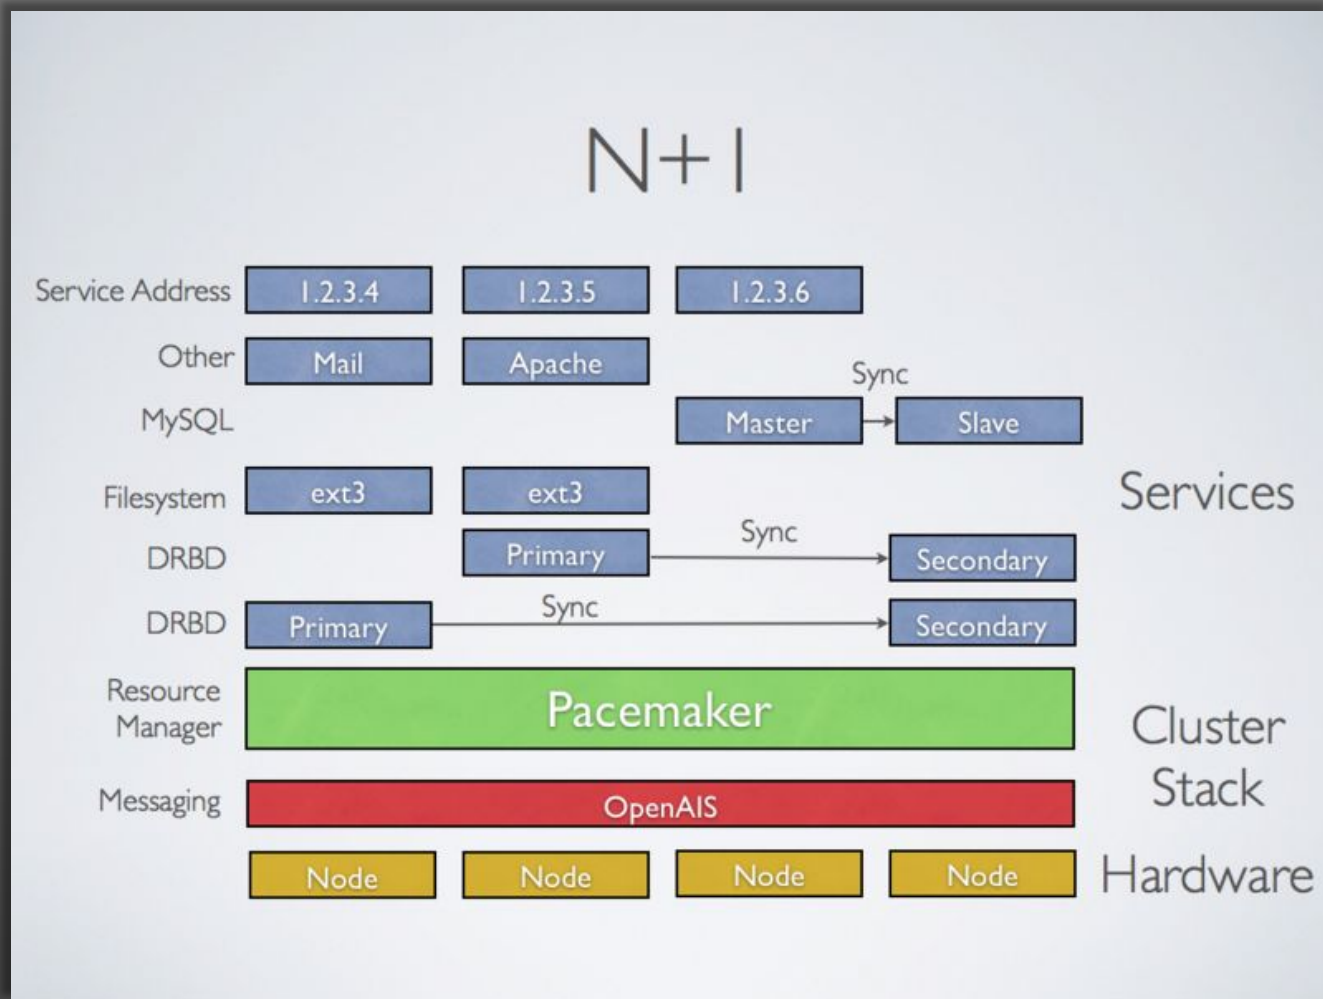 N+1
Service Address 1.2.3.4 1.2.3.5 1.2.3.6
Other Mail Apache
Sync
MySQL Master Slave
Filesystem ext3 ext3
Services
Sync
DRBD Primary Secondary
Sync
DRBD Primary Secondary
Resource
Manager
Pacemaker
Cluster
Stack
Messaging OpenAIS
Node Node Node Node Hardware